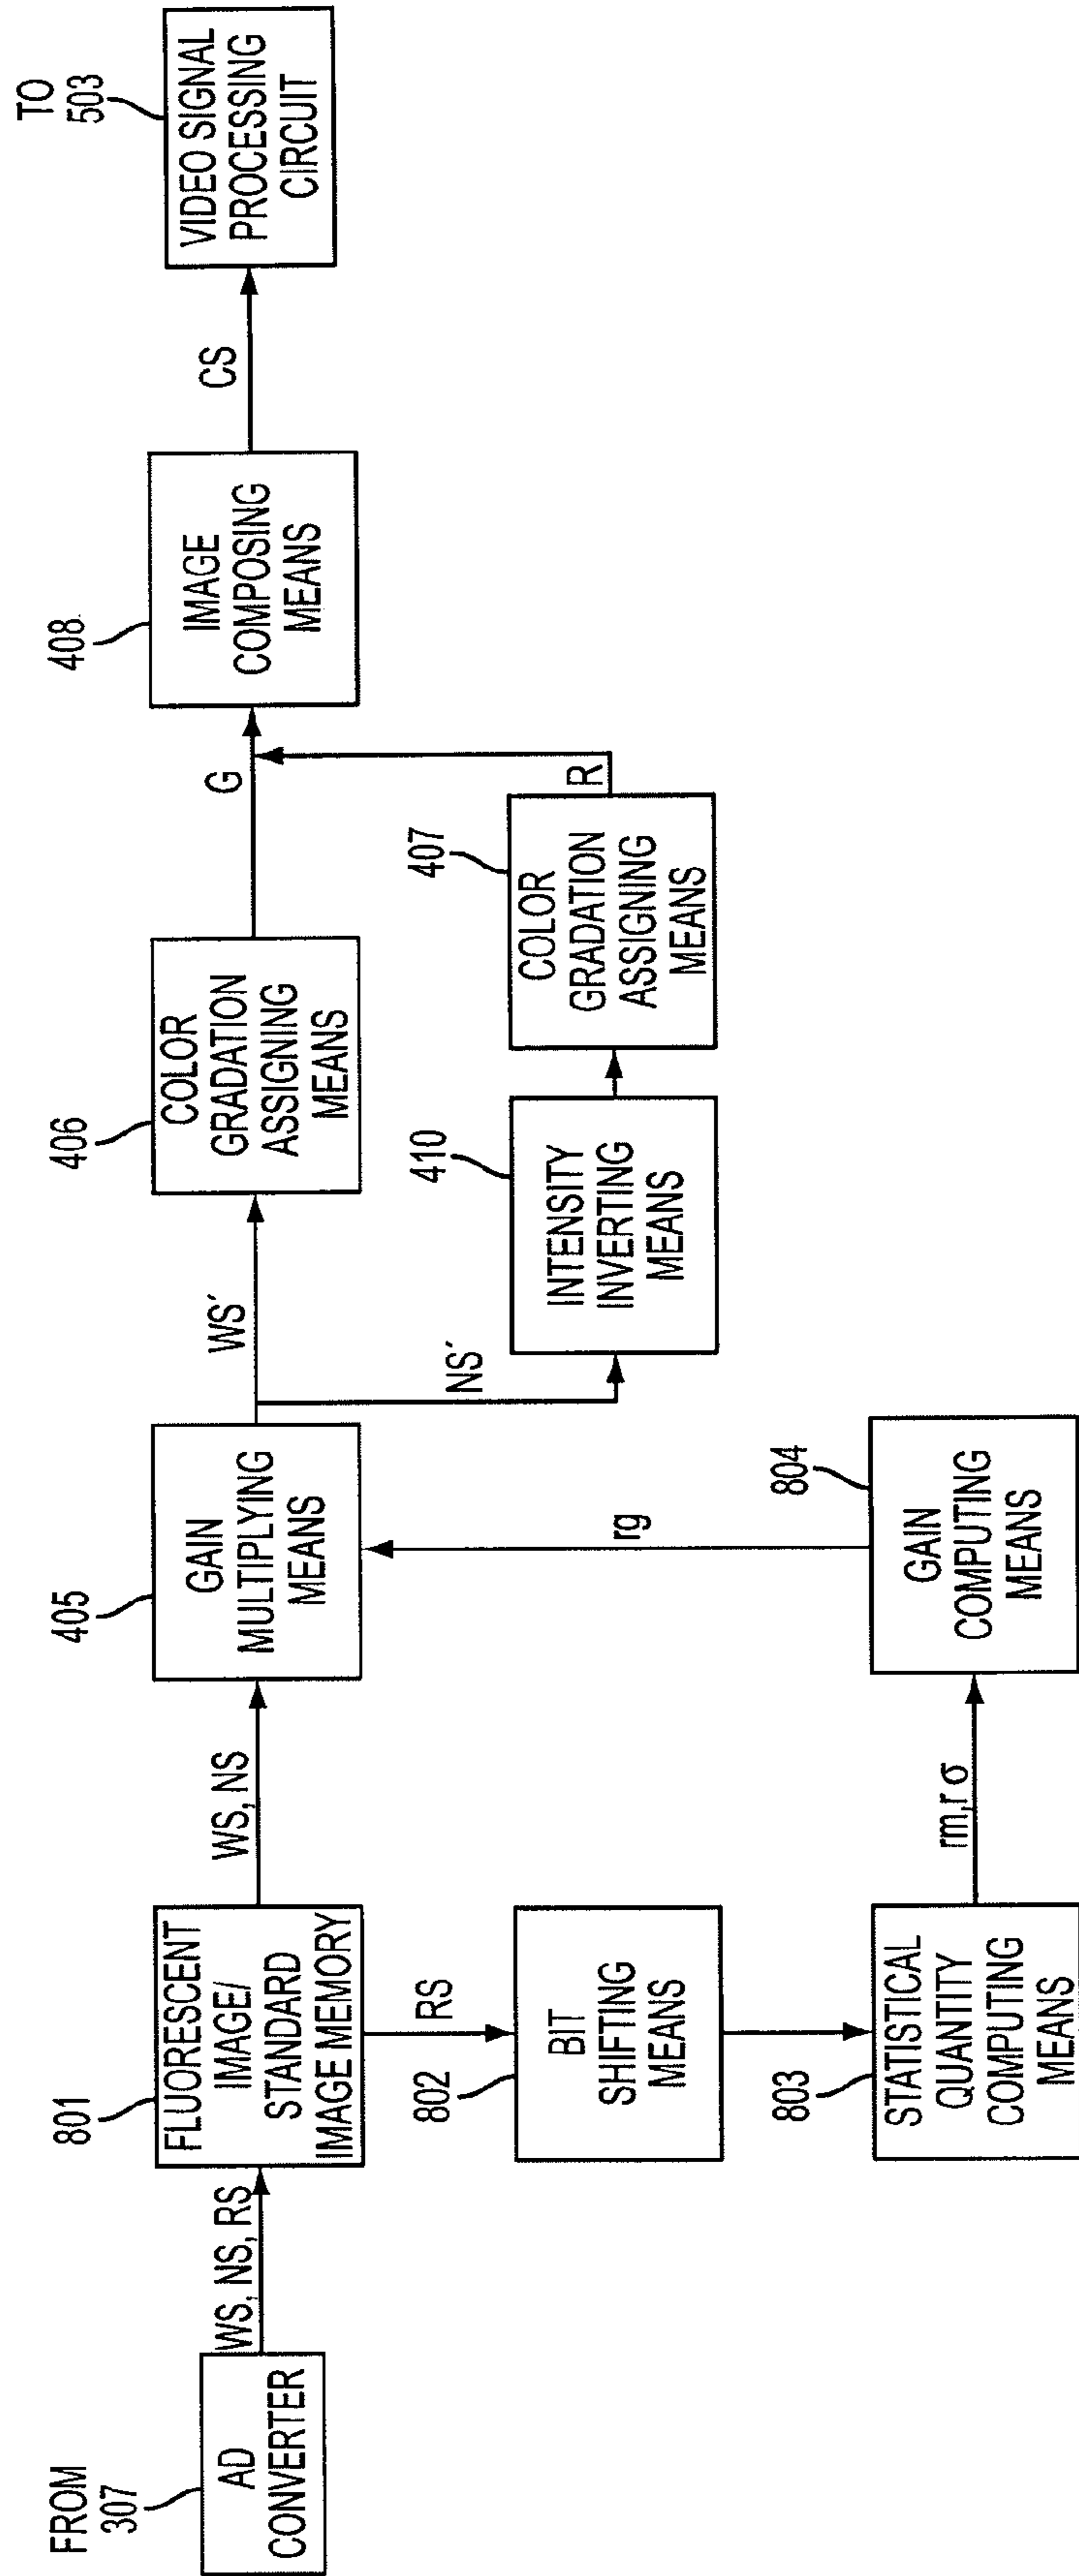 FROM
307
AD
CONVERTER
WS, NS, RS
801
FLUORESCENT
IMAGE/
STANDARD
IMAGE MEMORY
WS, NS
405
GAIN
MULTIPLYING
MEANS
WS´
406
COLOR
GRADATION
ASSIGNING
MEANS
G
408
IMAGE
COMPOSING
MEANS
CS
TO
503
VIDEO SIGNAL
PROCESSING
CIRCUIT
NS´
410
INTENSITY
INVERTING
MEANS
407
COLOR
GRADATION
ASSIGNING
MEANS
R
RS
802
BIT
SHIFTING
MEANS
803
STATISTICAL
QUANTITY
COMPUTING
MEANS
rm,r σ
804
GAIN
COMPUTING
MEANS
rg